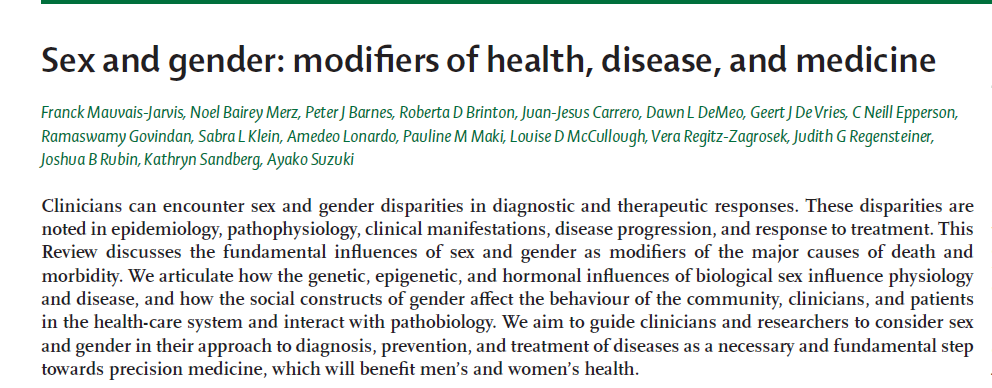 Sex and gender: modifiers of health, disease, and medicine
Franck Mauvais-Jarvis, Noel Bairey Merz, Peter J Barnes, Roberta D Brinton, Juan-Jesus Carrero, Dawn L DeMeo, Geert J De Vries, C Neill Epperson,
Ramaswamy Govindan, Sabra L Klein, Amedeo Lonardo, Pauline M Maki, Louise D McCullough, Vera Regitz-Zagrosek, Judith G Regensteiner,
Joshua B Rubin, Kathryn Sandberg, Ayako Suzuki
Clinicians can encounter sex and gender disparities in diagnostic and therapeutic responses. These disparities are
noted in epidemiology, pathophysiology, clinical manifestations, disease progression, and response to treatment. This
Review discusses the fundamental influences of sex and gender as modifiers of the major causes of death and
morbidity. We articulate how the genetic, epigenetic, and hormonal influences of biological sex influence physiology
and disease, and how the social constructs of gender affect the behaviour of the community, clinicians, and patients
in the health-care system and interact with pathobiology. We aim to guide clinicians and researchers to consider sex
and gender in their approach to diagnosis, prevention, and treatment of diseases as a necessary and fundamental step
towards precision medicine, which will benefit men's and women's health.